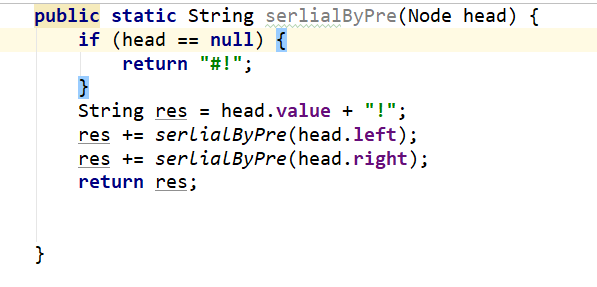 public static String serlialByPre(Node head) {
if (head == null) {
return "#!";
}
String res = head.value + "!";
res += serlialByPre(head.left);
res += serlialByPre(head.right);
return res;
}